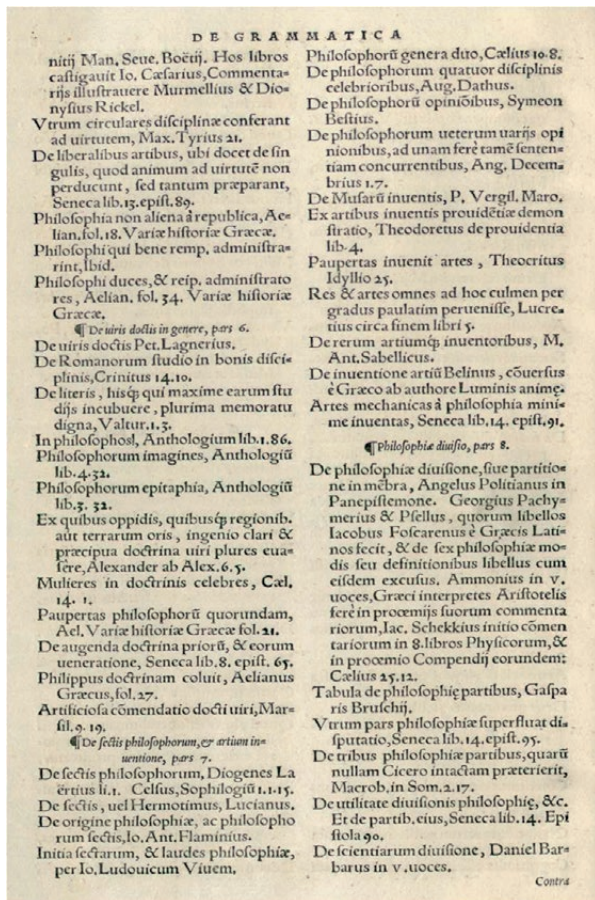 DE GRAMMATICA
nitij Man. Seue. Boëtij. Hos libros
castigauit Io. Cæsarius, Commenta-
rijs illustrauere Murmellius & Dio-
nysius Rickel.
Vtrum circulares disciplinæ conferant
ad uirtutem, Max. Tyrius 21.
De liberalibus artibus, ubi docet de sin
gulis, quod animum ad uirtutē non
perducunt, sed tantum præparant,
Seneca lib.13.epist.89.
Philosophia non aliena à republica, Ae-
lian.fol.18.Variæ historiæ Græcæ.
Philosophi qui bene remp. administra-
rint, Ibid.
Philosophi duces, & reip. administrato
res, Aelian. fol. 34. Variæ historiæ
Græcæ.
¶ De uiris doctis in genere, pars 6.
De uiris doctis Pet. Lagnerius.
De Romanorum studio in bonis disci-
plinis, Crinitus 14.10.
De literis, hisq́ȝ qui maxime earum stu
dijs incubuere, plurima memoratu
digna, Valtur.1.3.
In philosophos, Anthologium lib.1.86.
Philosophorum imagines, Anthologiū
lib.4.32.
Philosophorum epitaphia, Anthologiū
lib.3. 32.
Ex quibus oppidis, quibusq́ȝ regionib.
aut terrarum oris, ingenio clari &
præcipua doctrina uiri plures eua-
sere, Alexander ab Alex.6.5.
Mulieres in doctrinis celebres, Cæl.
14. 1.
Paupertas philosophorū quorundam,
Ael. Variæ historiæ Græcæ fol.21.
De augenda doctrina priorū, & eorum
ueneratione, Seneca lib.8. epist. 65.
Philippus doctrinam coluit, Aelianus
Græcus, fol.27.
Artificiosa cōmendatio docti uiri, Mar-
sil.9.19.
¶ De sectis philosophorum, & artium in-
uentione, pars 7.
De sectis philosophorum, Diogenes La
ërtius li.1. Celsus, Sophilogiū 1.1.15.
De sectis, uel Hermotimus, Lucianus.
De origine philosophiæ, ac philosopho
rum sectis, Io. Ant. Flaminius.
Initia sectarum, & laudes philosophiæ,
per Io. Ludouicum Viuem.
Philosophorū genera duo, Cælius 10.8.
De philosophorum quatuor disciplinis
celebrioribus, Aug. Dathus.
De philosophorū opiniōibus, Symeon
Bestius.
De philosophorum ueterum uarijs opi
nionibus, ad unam ferè tamē senten-
tiam concurrentibus, Ang. Decem-
brius 1.7.
De Musarū inuentis, P. Vergil. Maro.
Ex artibus inuentis prouidētiæ demon
stratio, Theodoretus de prouidentia
lib.4.
Paupertas inuenit artes, Theocritus
Idyllio 25.
Res & artes omnes ad hoc culmen per
gradus paulatim peruenisse, Lucre-
tius circa finem libri 5.
De rerum artiumq́ȝ inuentoribus, M.
Ant. Sabellicus.
De inuentione artiū Belinus, cōuersus
è Græco ab authore Luminis animę.
Artes mechanicas à philosophia mini-
me inuentas, Seneca lib.14. epist.91.
¶ Philosophiæ diuisio, pars 8.
De philosophiæ diuisione, siue partitio-
ne in mēbra, Angelus Politianus in
Panepistemone. Georgius Pachy-
merius & Psellus, quorum libellos
Iacobus Foscarenus è Græcis Lati-
nos fecit, & de sex philosophiæ mo-
dis seu definitionibus libellus cum
eisdem excusus. Ammonius in v.
uoces, Græci interpretes Aristotelis
ferè in procemijs suorum commenta
riorum, Iac. Schekkius initio cōmen
tariorum in 8.libros Physicorum, &
in procemio Compendij eorundem:
Cælius 25.12.
Tabula de philosophię partibus, Gaspa
ris Bruschij.
Vtrum pars philosophiæ superfluat di-
sputatio, Seneca lib.14.epist.95.
De tribus philosophiæ partibus, quarū
nullam Cicero intactam præterierit,
Macrob. in Som.2.17.
De utilitate diuisionis philosophię, &c.
Et de partib. eius, Seneca lib.14. Epi
stola 90.
De scientiarum diuisione, Daniel Bar-
barus in v.uoces.
Contra